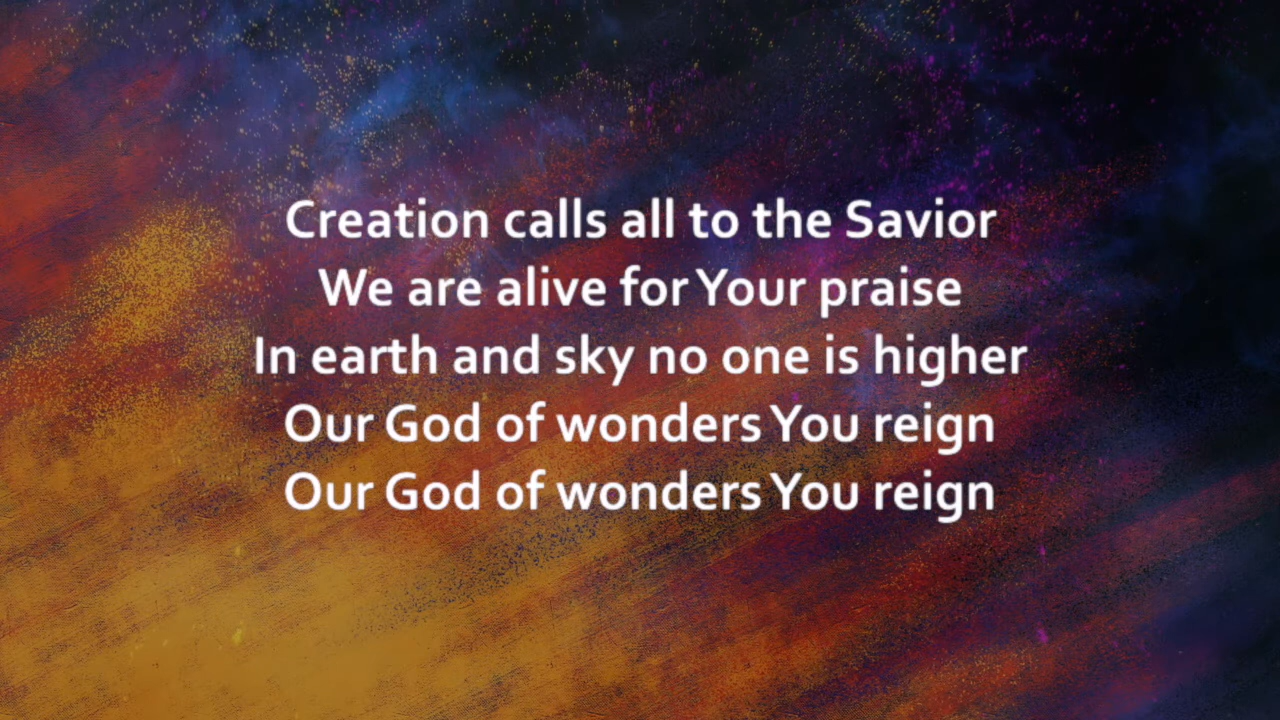 Creation calls all to the Savior
We are alive for Your praise
In earth and sky no one is higher
Our God of wonders You reign
Our God of wonders You reign